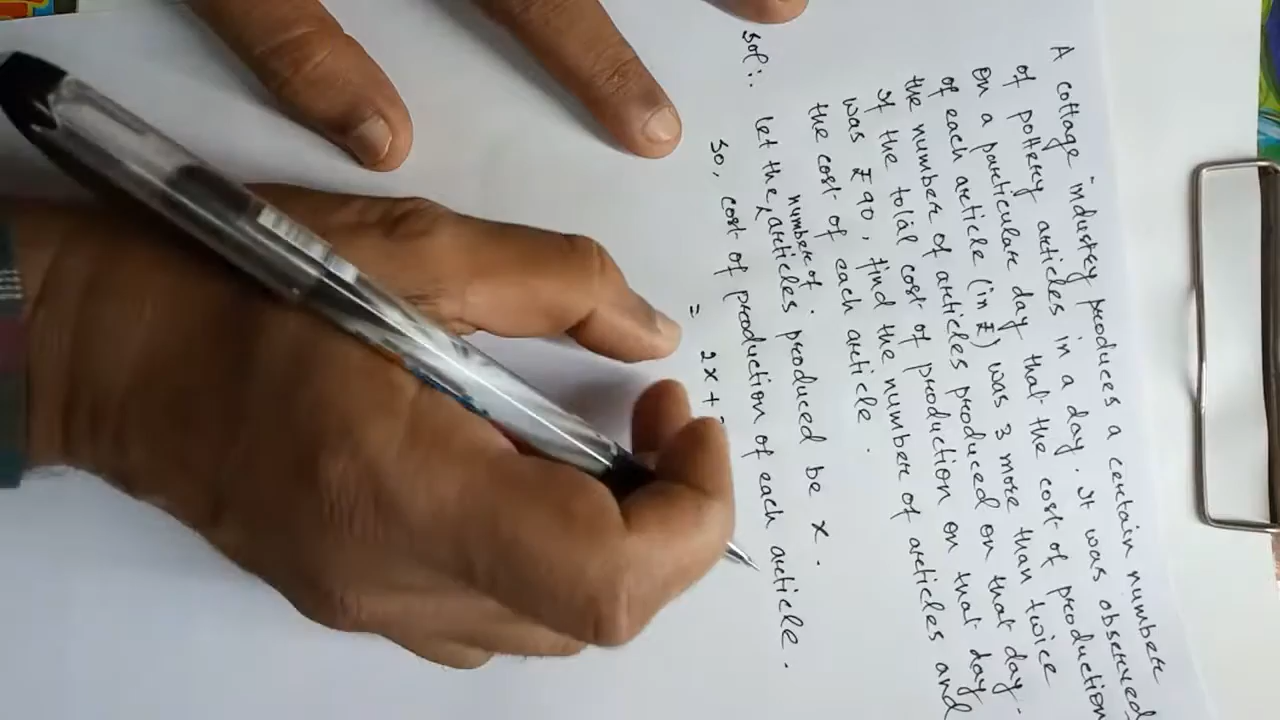 A cottage industry produces a certain number
of pottery articles in a day. It was observed
on a particular day that the cost of production
of each article (in ₹) was 3 more than twice
the number of articles produced on that day.
If the total cost of production on that day
was ₹ 90, find the number of articles and
the cost of each article.
Sol:. Let the number of articles produced be x.
So, cost of production of each article.
= 2x +